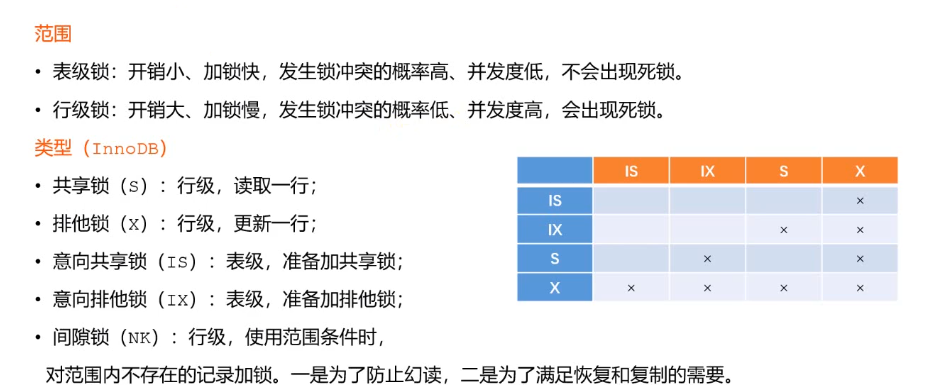 范围
• 表级锁：开销小、加锁快，发生锁冲突的概率高、并发度低，不会出现死锁。
• 行级锁：开销大、加锁慢，发生锁冲突的概率低、并发度高，会出现死锁。
类型（InnoDB）
• 共享锁（S）：行级，读取一行；
• 排他锁（X）：行级，更新一行；
• 意向共享锁（IS）：表级，准备加共享锁；
• 意向排他锁（IX）：表级，准备加排他锁；
• 间隙锁（NK）：行级，使用范围条件时，
对范围内不存在的记录加锁。一是为了防止幻读，二是为了满足恢复和复制的需要。
IS IX S X
IS ×
IX × ×
S × ×
X × × × ×